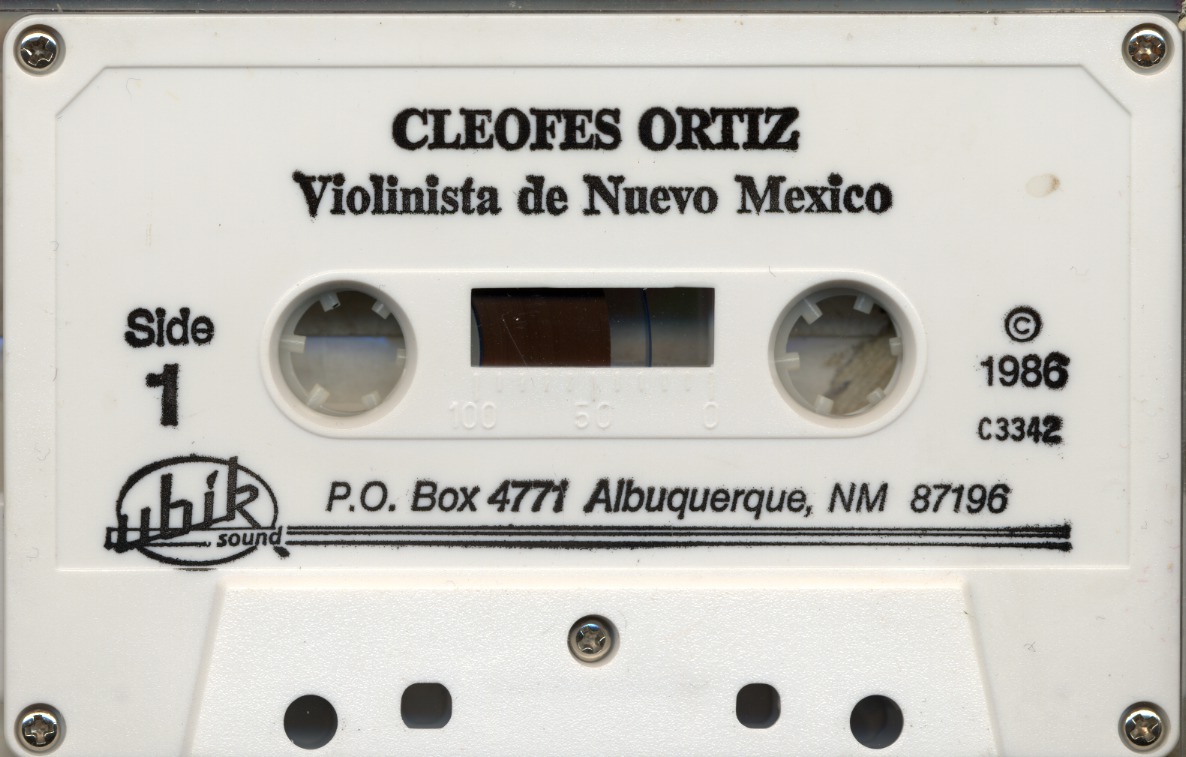 CLEOFES ORTIZ
Violinista de Nuevo Mexico
Side
1
100 50 0
©
1986
C3342
ubik
sound
P.O. Box 4771 Albuquerque, NM 87196